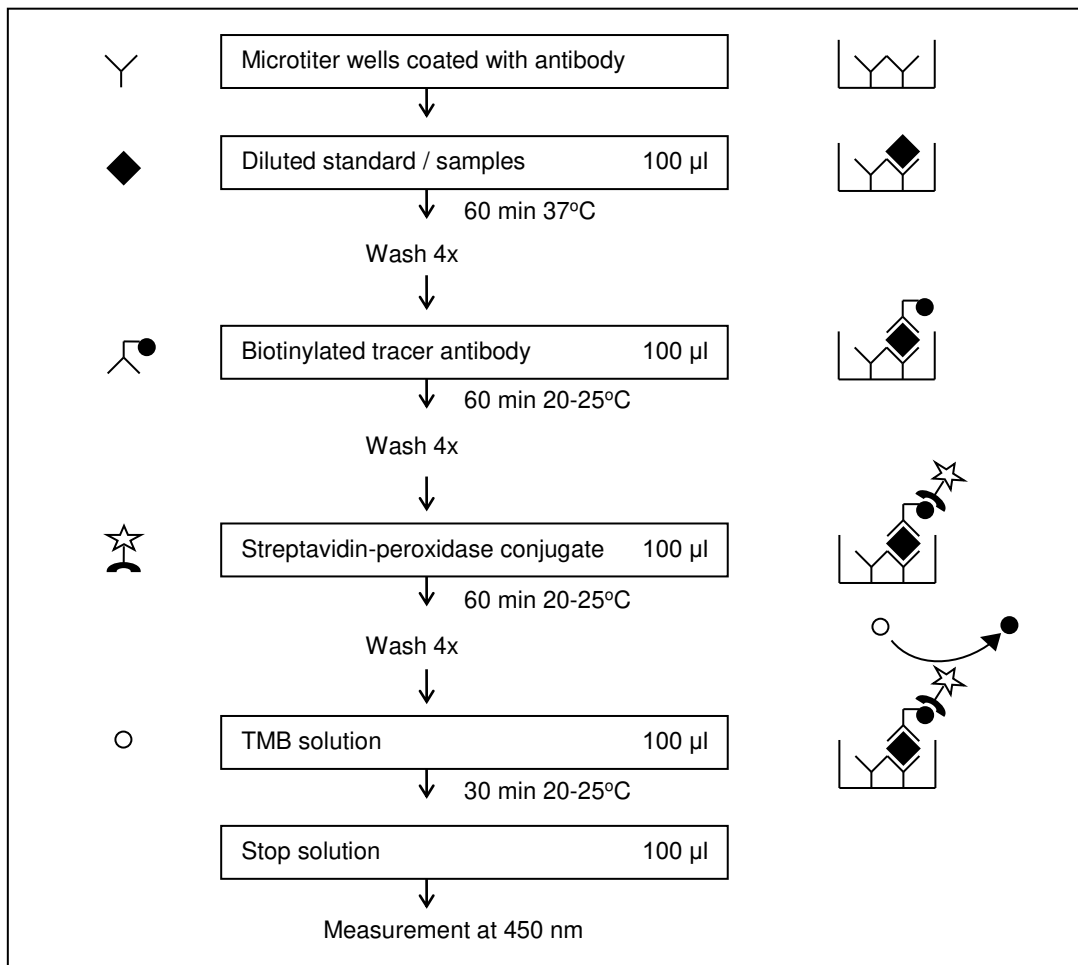 Microtiter wells coated with antibody
Diluted standard / samples 100 µl
60 min 37ºC
Wash 4x
Biotinylated tracer antibody 100 µl
60 min 20-25ºC
Wash 4x
Streptavidin-peroxidase conjugate 100 µl
60 min 20-25ºC
Wash 4x
TMB solution 100 µl
30 min 20-25ºC
Stop solution 100 µl
Measurement at 450 nm